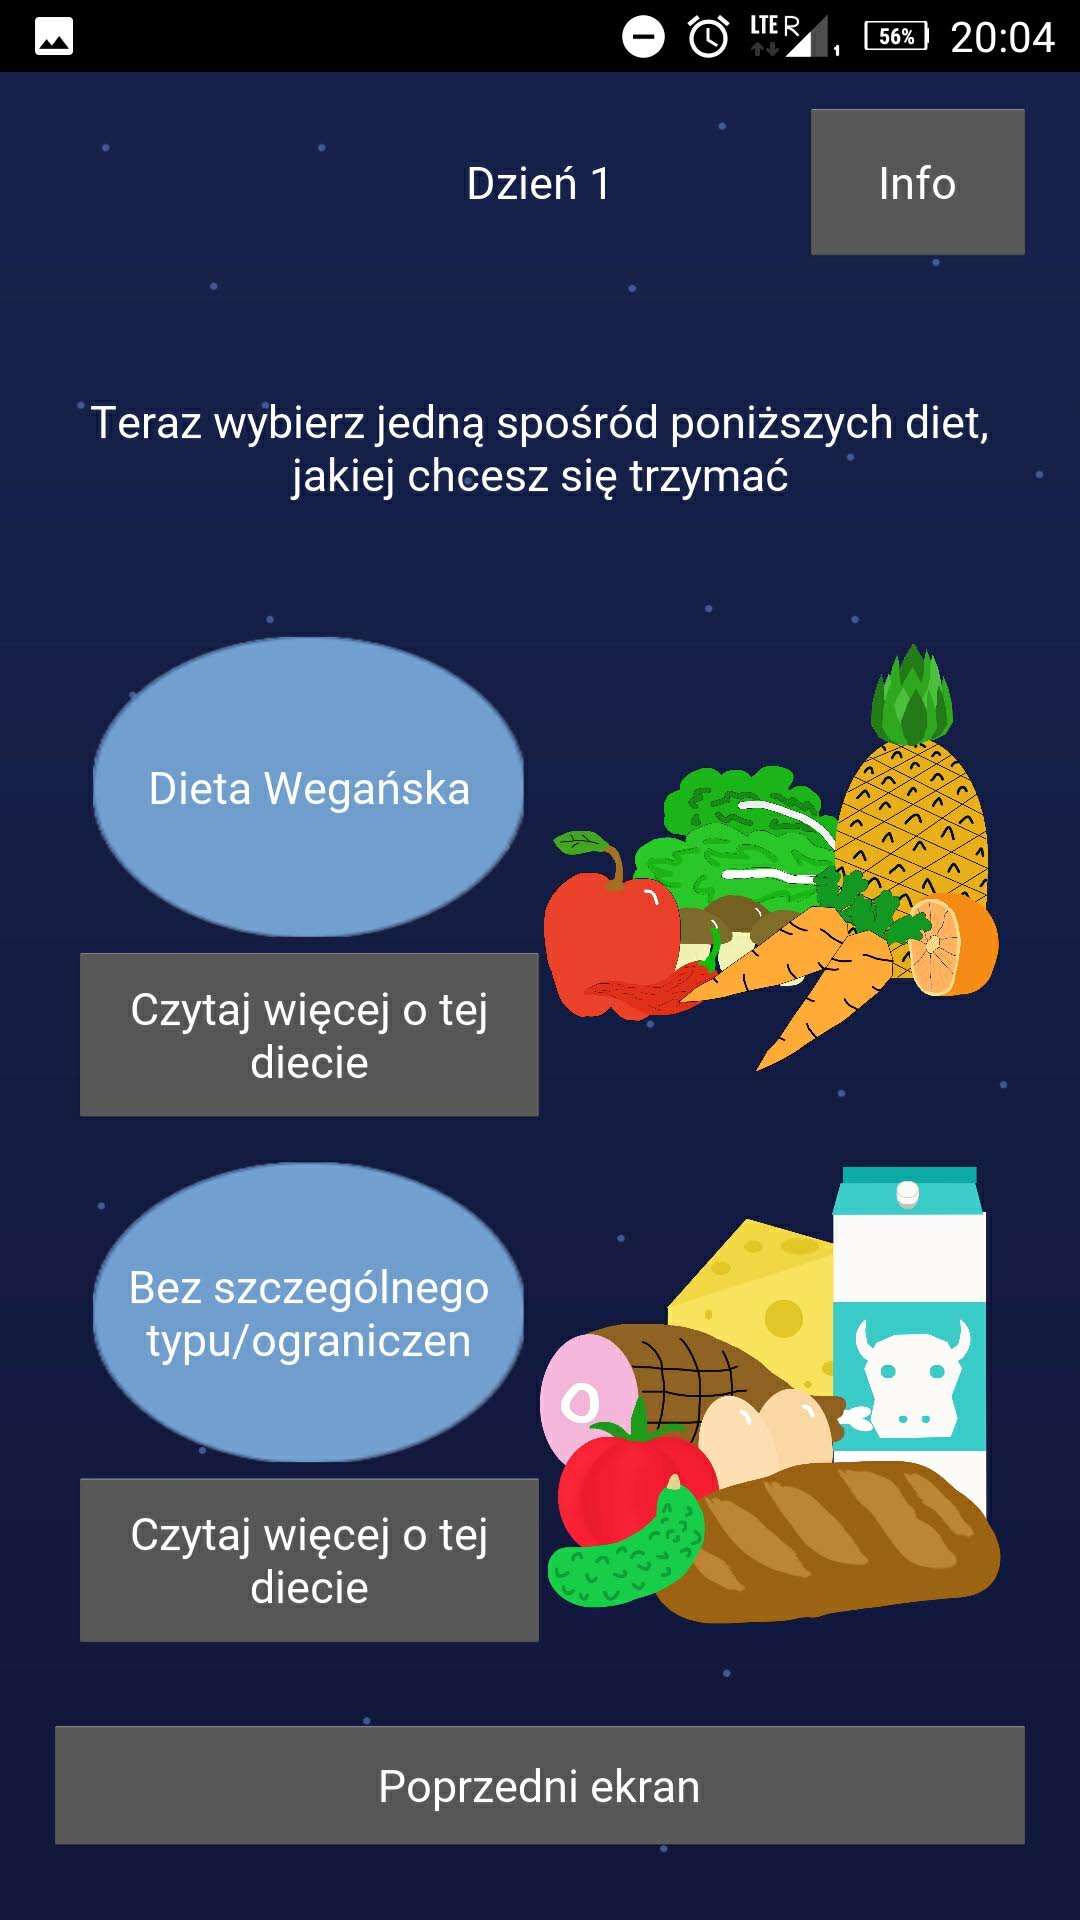 LTE R
1
56%
20:04
Dzień 1
Info
Teraz wybierz jedną spośród poniższych diet,
jakiej chcesz się trzymać
Dieta Wegańska
Czytaj więcej o tej
diecie
Bez szczególnego
typu/ograniczen
Czytaj więcej o tej
diecie
Poprzedni ekran